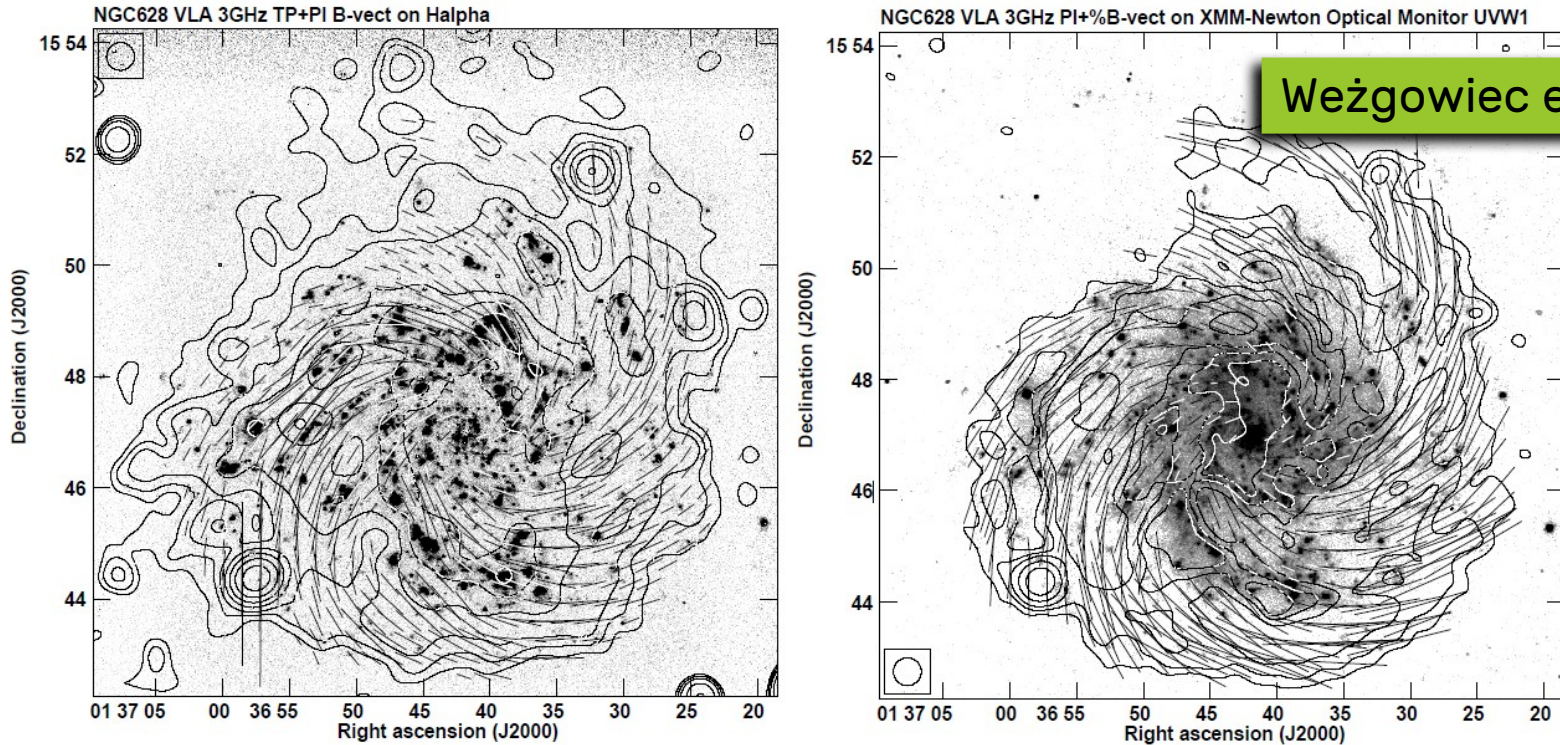 NGC628 VLA 3GHz TP+PI B-vect on Halpha
15 54
52
50
48
46
44
Declination (J2000)
01 37 05 00 36 55 50 45 40 35 30 25 20
Right ascension (J2000)
NGC628 VLA 3GHz PI+%B-vect on XMM-Newton Optical Monitor UVW1
Weżgowiec e
15 54
52
50
48
46
44
Declination (J2000)
01 37 05 00 36 55 50 45 40 35 30 25 20
Right ascension (J2000)